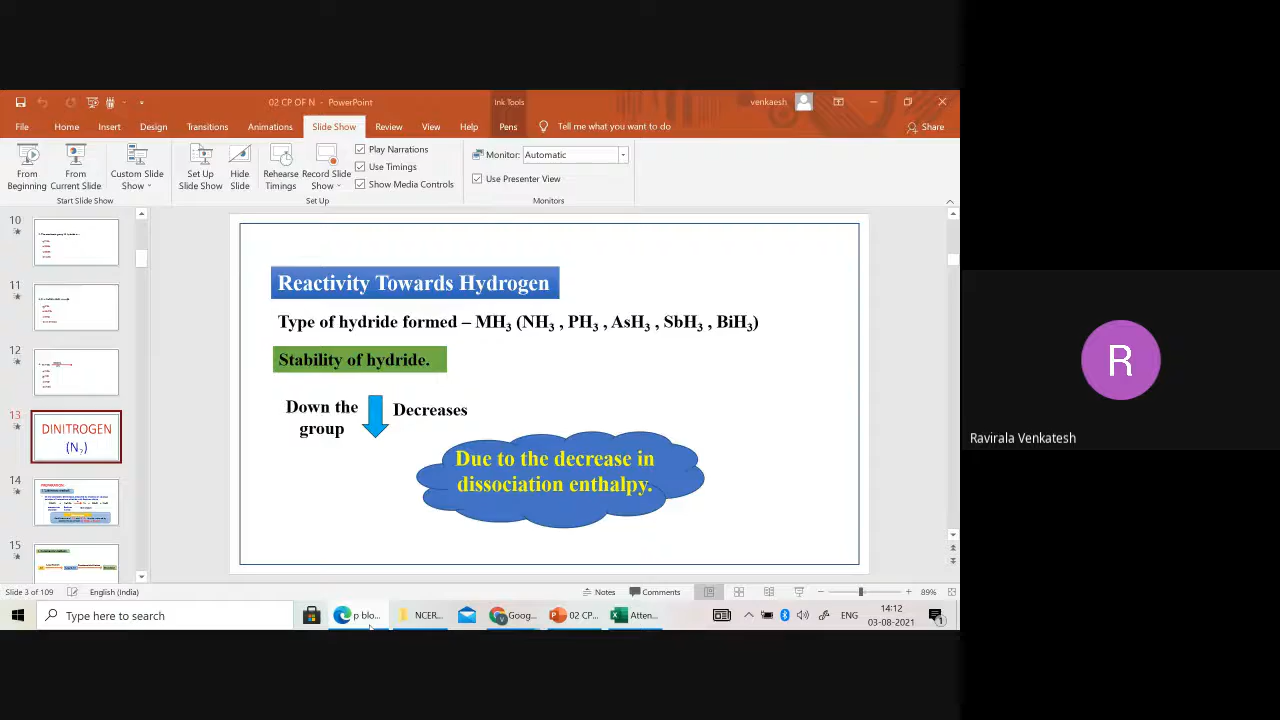 02 CP OF N - PowerPoint
Ink Tools
venkaesh
File Home Insert Design Transitions Animations Slide Show Review View Help Pens Tell me what you want to do Share
From Beginning
From Current Slide
Custom Slide Show
Set Up Slide Show
Hide Slide
Rehearse Timings
Record Slide Show
Play Narrations
Use Timings
Show Media Controls
Monitor: Automatic
Use Presenter View
Start Slide Show
Set Up
Monitors
10
11
12
13
DINITROGEN
(N₂)
14
15
Reactivity Towards Hydrogen
Type of hydride formed – MH₃ (NH₃ , PH₃ , AsH₃ , SbH₃ , BiH₃)
Stability of hydride.
Down the
group
Decreases
Due to the decrease in
dissociation enthalpy.
R
Ravirala Venkatesh
Slide 3 of 109 English (India) Notes Comments 89%
Type here to search
p blo...
NCER...
Goog...
02 CP...
Atten...
ENG
14:12
03-08-2021
1